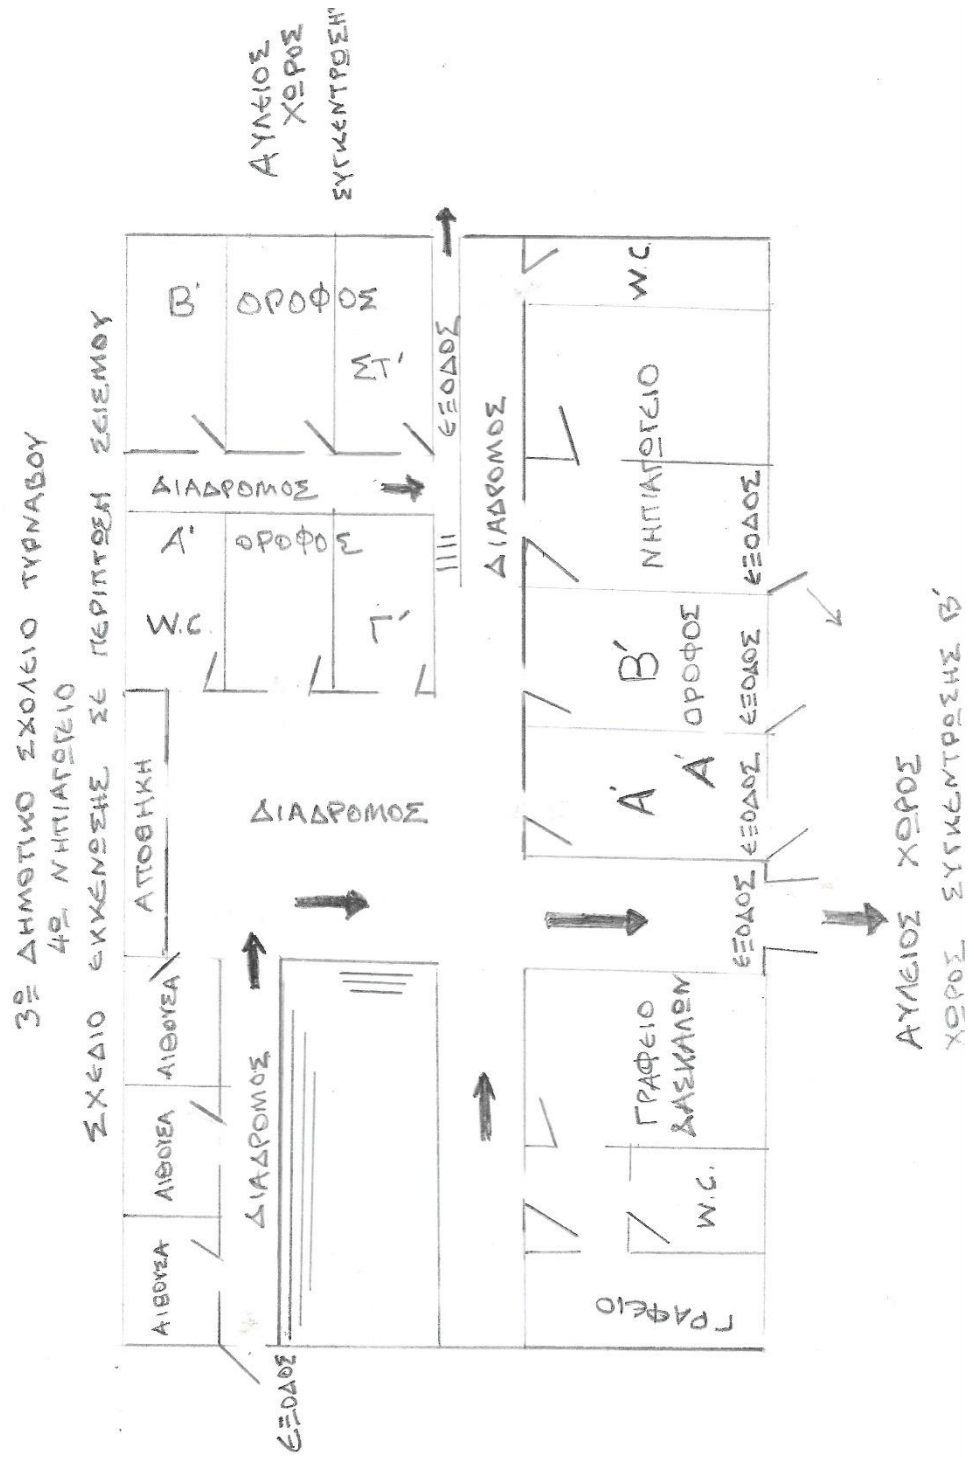 3ο ΔΗΜΟΤΙΚΟ ΣΧΟΛΕΙΟ ΤΥΡΝΑΒΟΥ
4ο ΝΗΠΙΑΓΩΓΕΙΟ
ΣΧΕΔΙΟ ΕΚΚΕΝΩΣΗΣ ΣΕ ΠΕΡΙΠΤΩΣΗ ΣΕΙΣΜΟΥ
ΑΙΘΟΥΣΑ
ΑΙΘΟΥΣΑ
ΑΙΘΟΥΣΑ
ΑΠΟΘΗΚΗ
W.C.
Α' ΟΡΟΦΟΣ
Γ'
ΔΙΑΔΡΟΜΟΣ
Β' ΟΡΟΦΟΣ
ΣΤ'
ΑΥΛΕΙΟΣ
ΧΩΡΟΣ
ΣΥΓΚΕΝΤΡΩΣΗ
ΕΞΟΔΟΣ
ΔΙΑΔΡΟΜΟΣ
ΔΙΑΔΡΟΜΟΣ
ΕΞΟΔΟΣ
ΔΙΑΔΡΟΜΟΣ
ΓΡΑΦΕΙΟ
W.C.
ΓΡΑΦΕΙΟ
ΔΑΣΚΑΛΩΝ
ΕΞΟΔΟΣ
Α'
Α'
ΕΞΟΔΟΣ
Β'
ΟΡΟΦΟΣ
ΕΞΟΔΟΣ
ΝΗΠΙΑΓΩΓΕΙΟ
ΕΞΟΔΟΣ
W.C.
ΑΥΛΕΙΟΣ ΧΩΡΟΣ
ΧΩΡΟΣ ΣΥΓΚΕΝΤΡΩΣΗΣ Β'